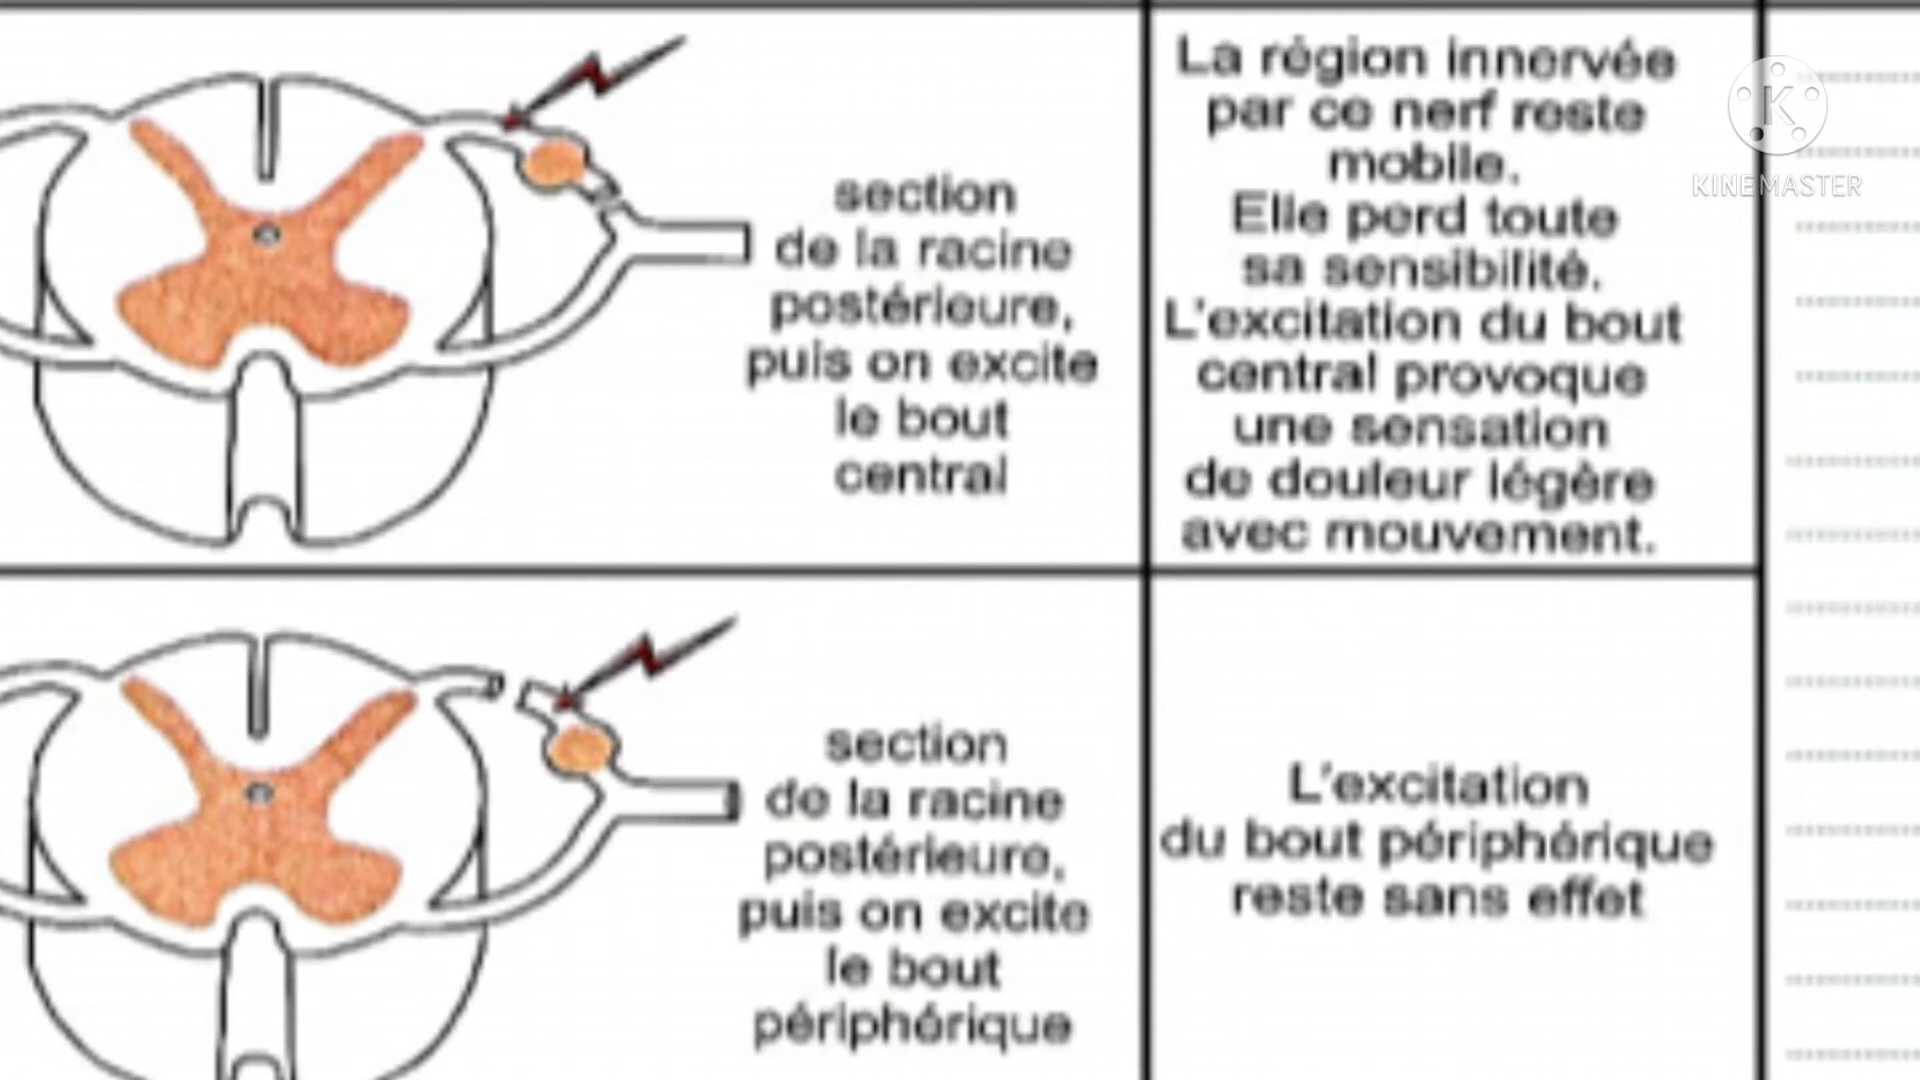 section
de la racine
postérieure,
puis on excite
le bout
central
La région innervée
par ce nerf reste
mobile.
Elle perd toute
sa sensibilité.
L'excitation du bout
central provoque
une sensation
de douleur légère
avec mouvement.
K
KINEMASTER
section
de la racine
postérieure,
puis on excite
le bout
périphérique
L'excitation
du bout périphérique
reste sans effet